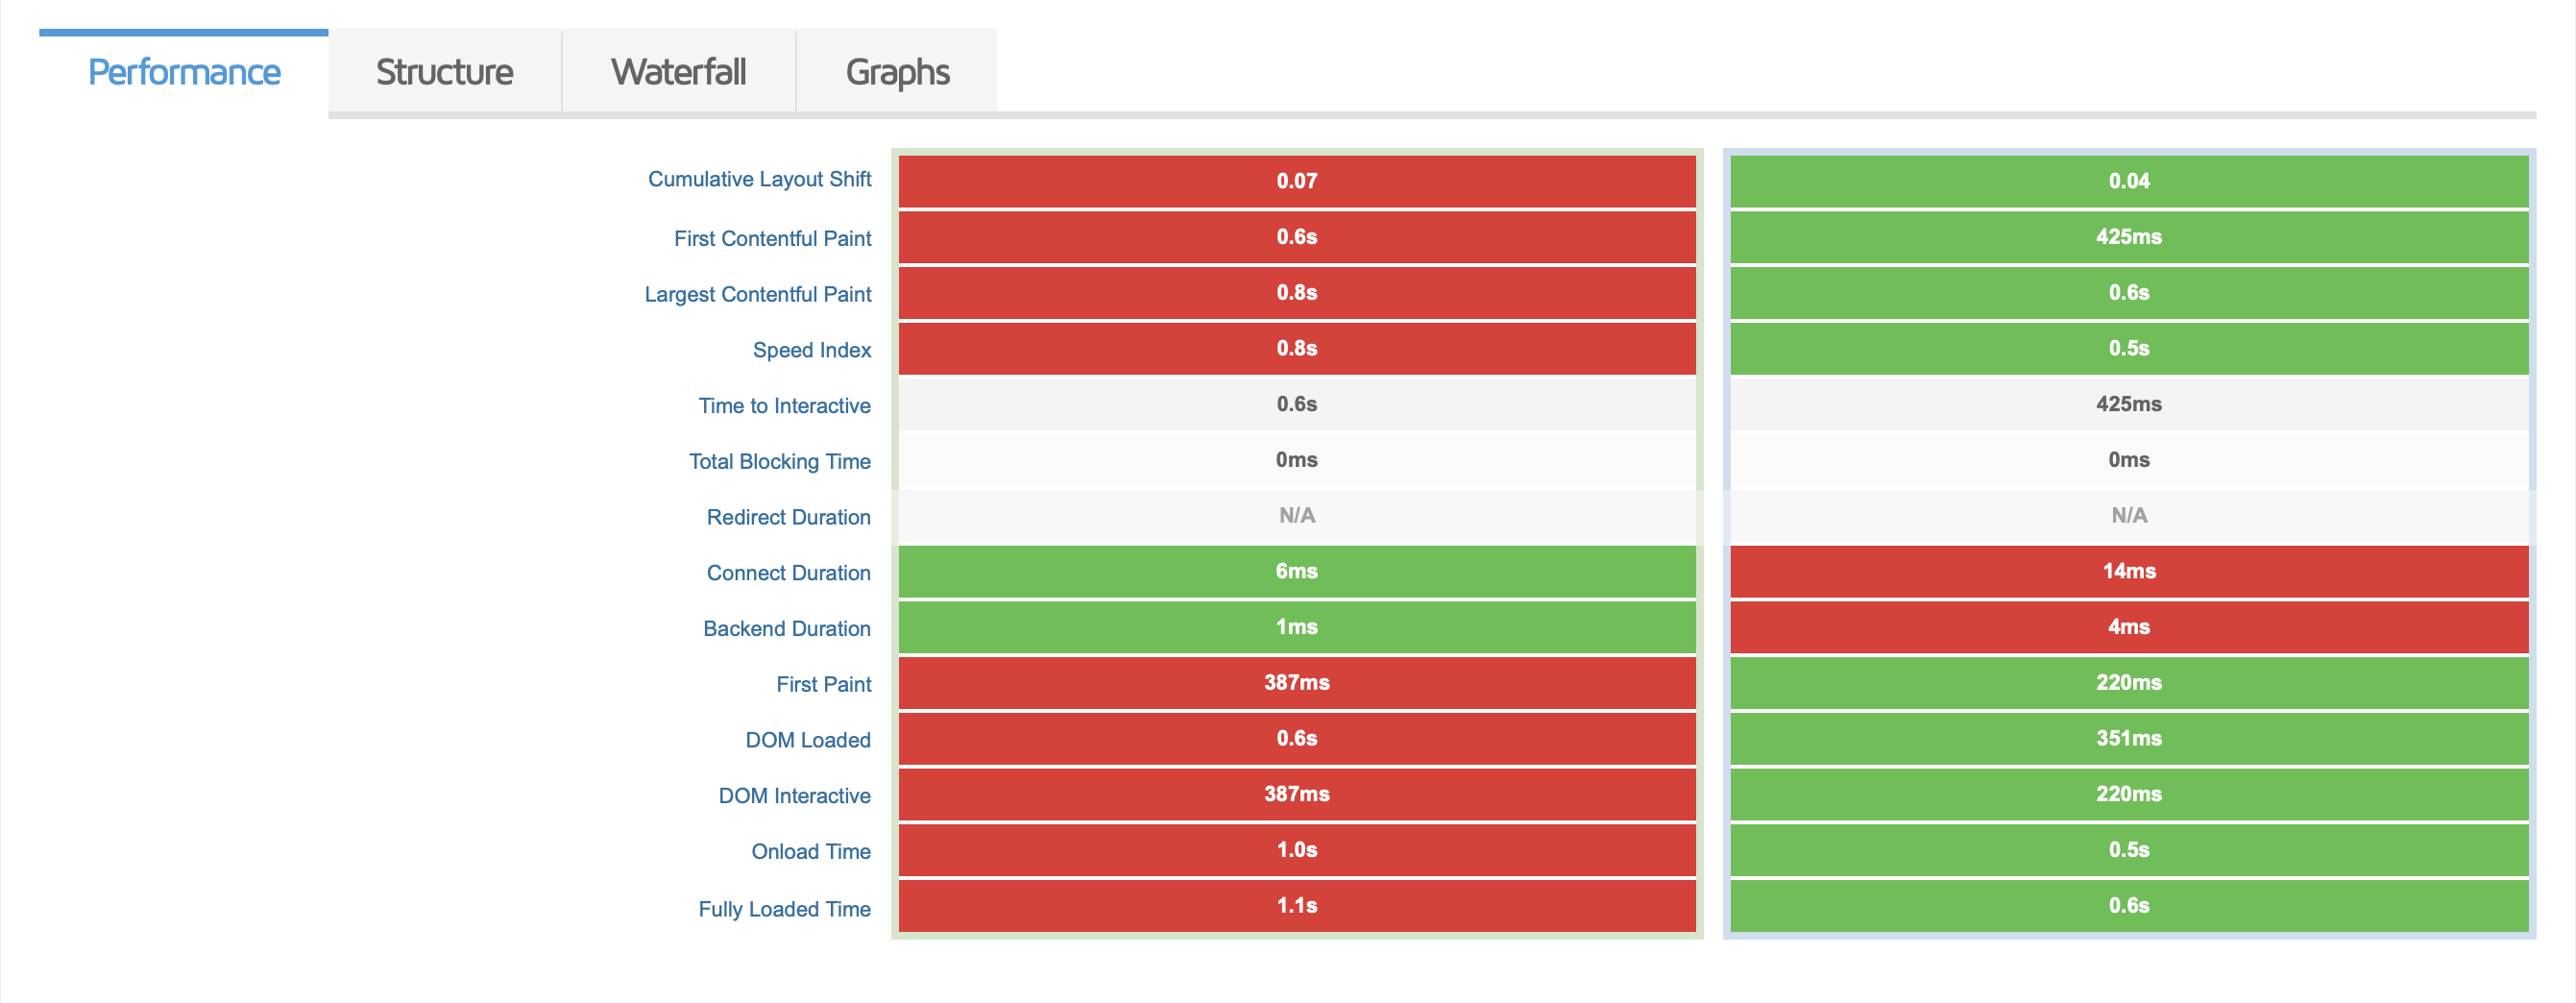 Performance Structure Waterfall Graphs
Cumulative Layout Shift 0.07 0.04
First Contentful Paint 0.6s 425ms
Largest Contentful Paint 0.8s 0.6s
Speed Index 0.8s 0.5s
Time to Interactive 0.6s 425ms
Total Blocking Time 0ms 0ms
Redirect Duration N/A N/A
Connect Duration 6ms 14ms
Backend Duration 1ms 4ms
First Paint 387ms 220ms
DOM Loaded 0.6s 351ms
DOM Interactive 387ms 220ms
Onload Time 1.0s 0.5s
Fully Loaded Time 1.1s 0.6s